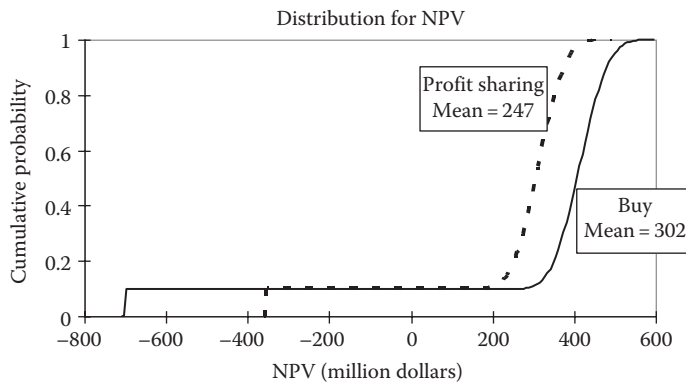 Distribution for NPV
1
0.8
0.6
0.4
0.2
0
Cumulative probability
Profit sharing
Mean = 247
Buy
Mean = 302
−800
−600
−400
−200
0
200
400
600
NPV (million dollars)